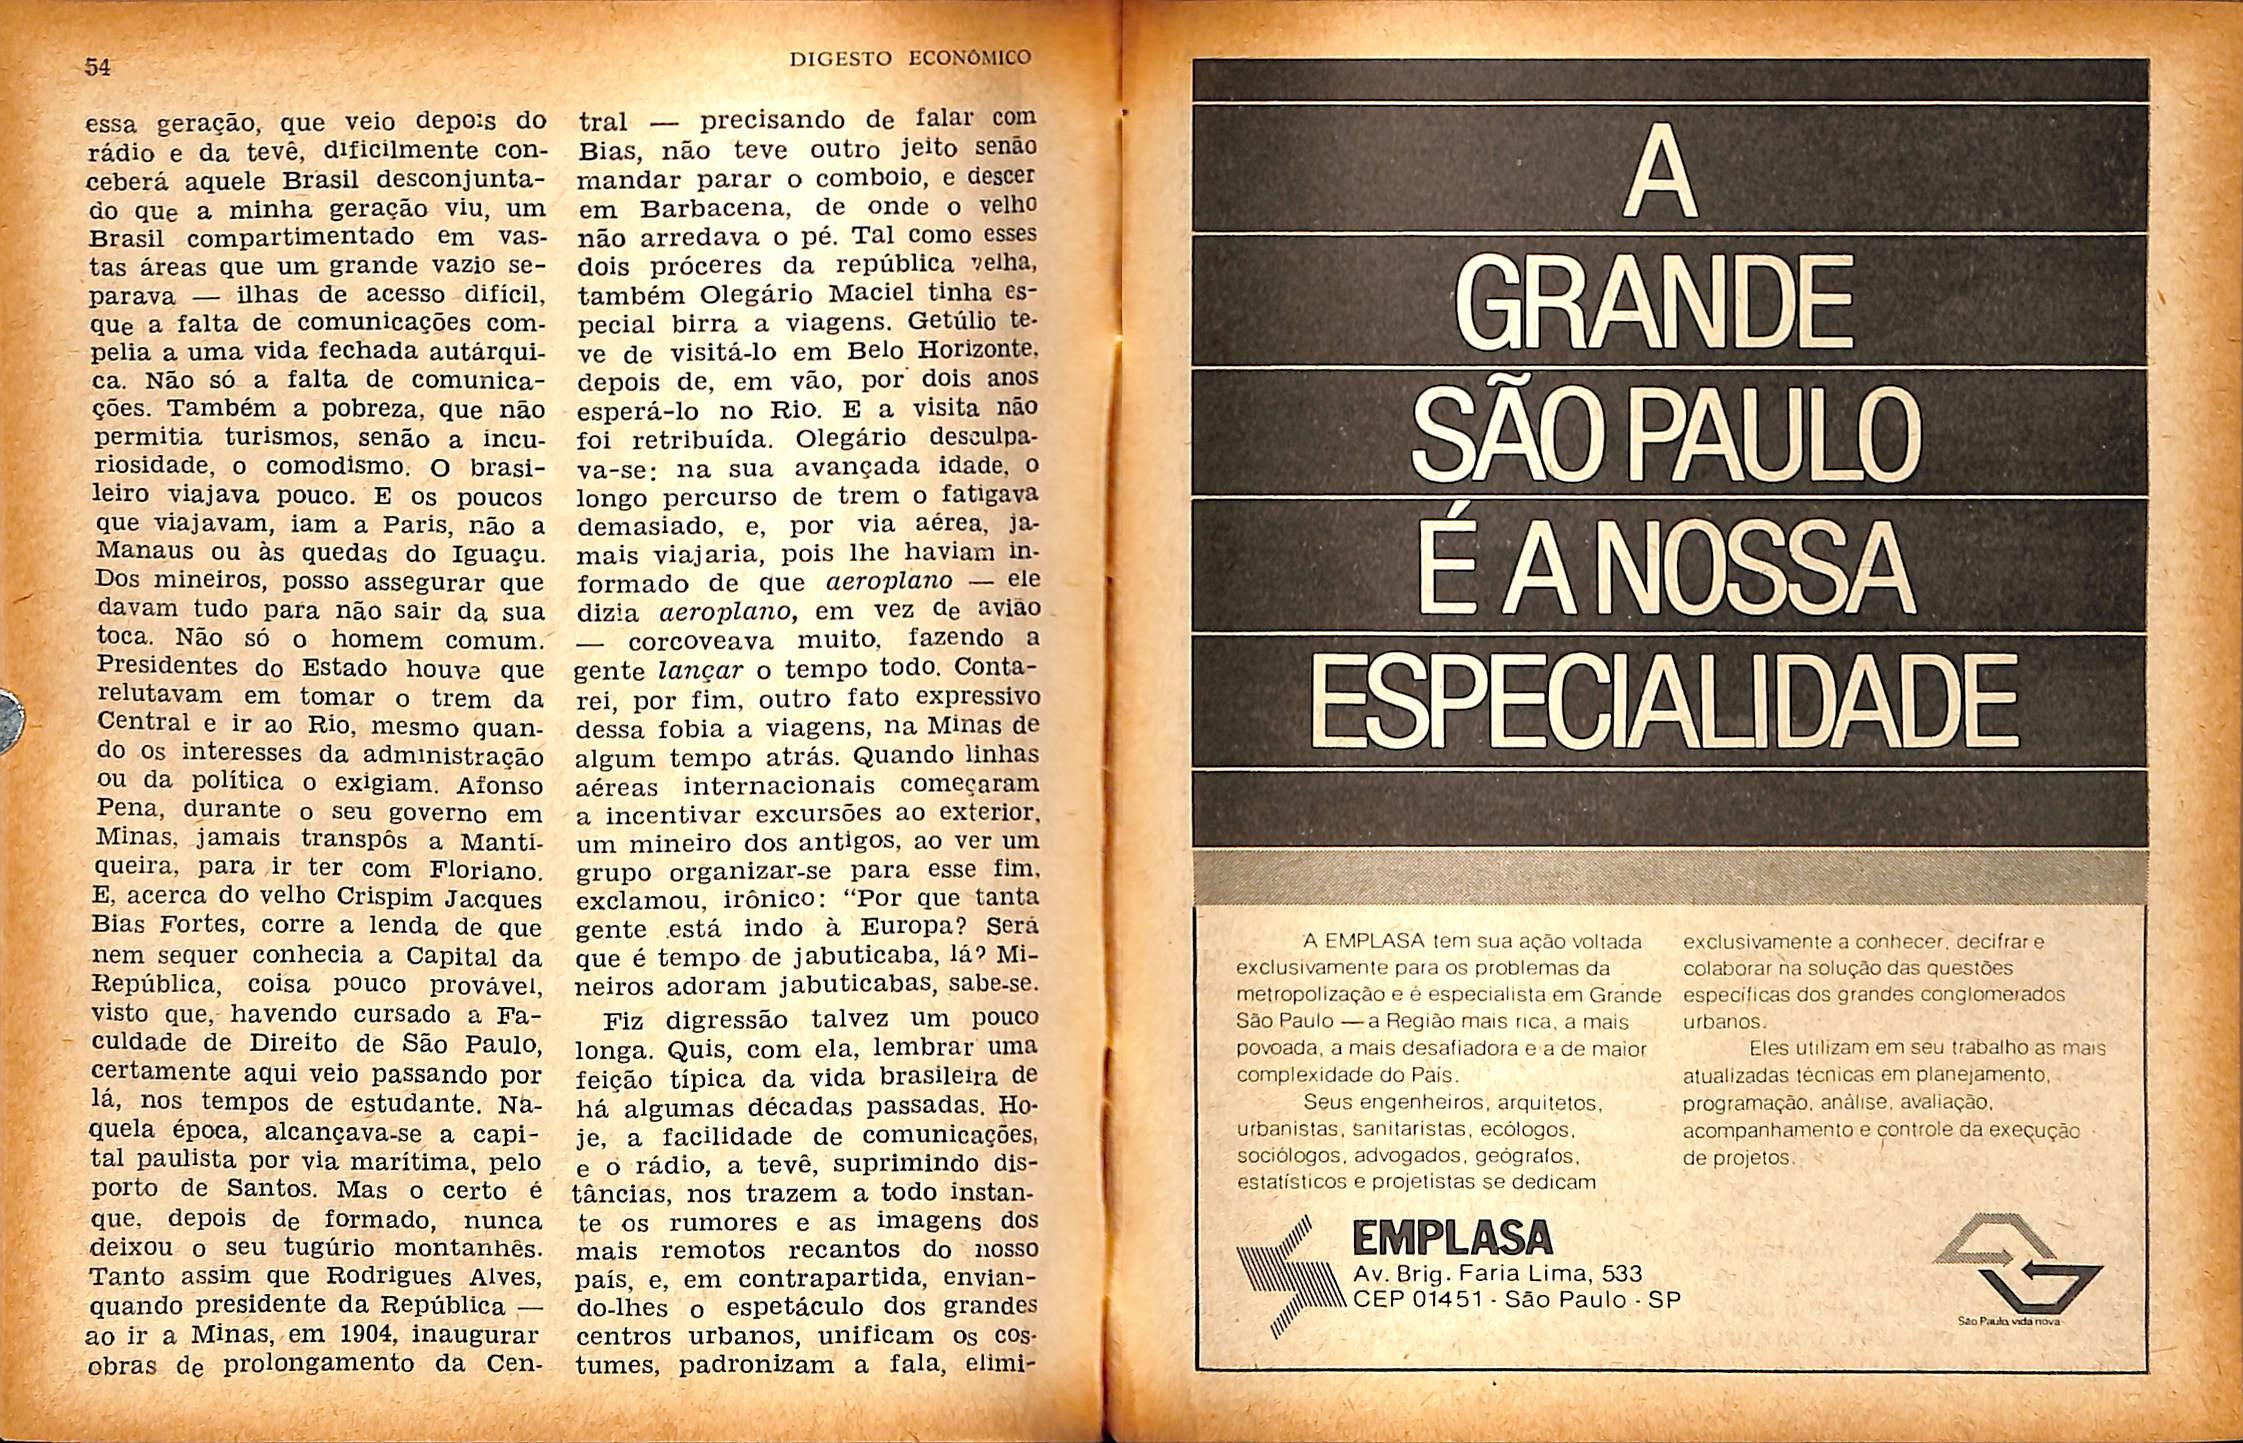 54
DIGESTO ECONÔMICO
essa geração, que veio depois do
rádio e da tevê, dificilmente con-
ceberá aquele Brasil desconjunta-
do que a minha geração viu, um
Brasil compartimentado em vas-
tas áreas que um grande vazio se-
parava — ilhas de acesso difícil,
que a falta de comunicações com-
pelia a uma vida fechada autárqui-
ca. Não só a falta de comunica-
ções. Também a pobreza, que não
permitia turismos, senão a incu-
riosidade, o comodismo. O brasi-
leiro viajava pouco. E os poucos
que viajavam, iam a Paris, não a
Manaus ou às quedas do Iguaçu.
Dos mineiros, posso assegurar que
davam tudo para não sair da sua
toca. Não só o homem comum.
Presidentes do Estado houve que
relutavam em tomar o trem da
Central e ir ao Rio, mesmo quan-
do os interesses da administração
ou da política o exigiam. Afonso
Pena, durante o seu governo em
Minas, jamais transpôs a Manti-
queira, para ir ter com Floriano.
E, acerca do velho Crispim Jacques
Bias Fortes, corre a lenda de que
nem sequer conhecia a Capital da
República, coisa pouco provável,
visto que, havendo cursado a Fa-
culdade de Direito de São Paulo,
certamente aqui veio passando por
lá, nos tempos de estudante. Na-
quela época, alcançava-se a capi-
tal paulista por via marítima, pelo
porto de Santos. Mas o certo é
que, depois de formado, nunca
deixou o seu tugúrio montanhês.
Tanto assim que Rodrigues Alves,
quando presidente da República —
ao ir a Minas, em 1904, inaugurar
obras de prolongamento da Cen-
tral — precisando de falar com
Bias, não teve outro jeito senão
mandar parar o comboio, e descer
em Barbacena, de onde o velho
não arredava o pé. Tal como esses
dois próceres da república velha,
também Olegário Maciel tinha es-
pecial birra a viagens. Getúlio te-
ve de visitá-lo em Belo Horizonte,
depois de, em vão, por dois anos
esperá-lo no Rio. E a visita não
foi retribuída. Olegário desculpa-
va-se: na sua avançada idade, o
longo percurso de trem o fatigava
demasiado, e, por via aérea, ja-
mais viajaria, pois lhe haviam in-
formado de que aeroplano — ele
dizia aeroplano, em vez de avião
— corcoveava muito, fazendo a
gente lançar o tempo todo. Conta-
rei, por fim, outro fato expressivo
dessa fobia a viagens, na Minas de
algum tempo atrás. Quando linhas
aéreas internacionais começaram
a incentivar excursões ao exterior,
um mineiro dos antigos, ao ver um
grupo organizar-se para esse fim,
exclamou, irônico: “Por que tanta
gente está indo à Europa? Será
que é tempo de jabuticaba, lá? Mi-
neiros adoram jabuticabas, sabe-se.
Fiz digressão talvez um pouco
longa. Quis, com ela, lembrar uma
feição típica da vida brasileira de
há algumas décadas passadas. Ho-
je, a facilidade de comunicações,
e o rádio, a tevê, suprimindo dis-
tâncias, nos trazem a todo instan-
te os rumores e as imagens dos
mais remotos recantos do nosso
país, e, em contrapartida, envian-
do-lhes o espetáculo dos grandes
centros urbanos, unificam os cos-
tumes, padronizam a fala, elimi-
A
GRANDE
SÃO PAULO
É A NOSSA
ESPECIALIDADE
A EMPLASA tem sua ação voltada
exclusivamente para os problemas da
metropolização e é especialista em Grande
São Paulo — a Região mais rica, a mais
povoada, a mais desafiadora e a de maior
complexidade do País.
Seus engenheiros, arquitetos,
urbanistas, sanitaristas, ecólogos,
sociólogos, advogados, geógrafos,
estatísticos e projetistas se dedicam
exclusivamente a conhecer, decifrar e
colaborar na solução das questões
específicas dos grandes conglomerados
urbanos.
Eles utilizam em seu trabalho as mais
atualizadas técnicas em planejamento,
programação, análise, avaliação,
acompanhamento e controle da execução
de projetos.
EMPLASA
Av. Brig. Faria Lima, 533
CEP 01451 - São Paulo - SP
São Paulo, vida nova